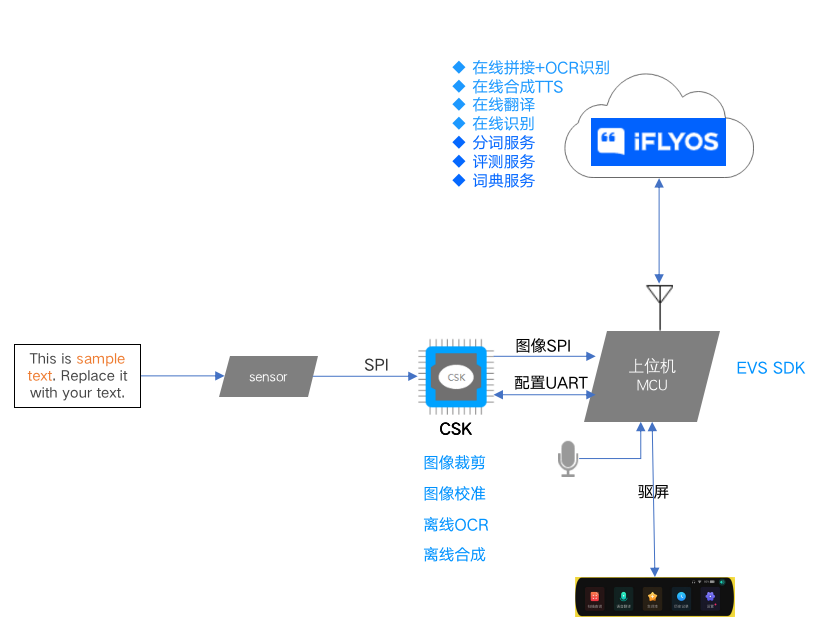 在线拼接+OCR识别
在线合成TTS
在线翻译
在线识别
分词服务
评测服务
词典服务
iFLYOS
This is sample
text. Replace it
with your text.
sensor
SPI
CSK
CSK
图像SPI
配置UART
上位机
MCU
EVS SDK
图像裁剪
图像校准
离线OCR
离线合成
驱屏